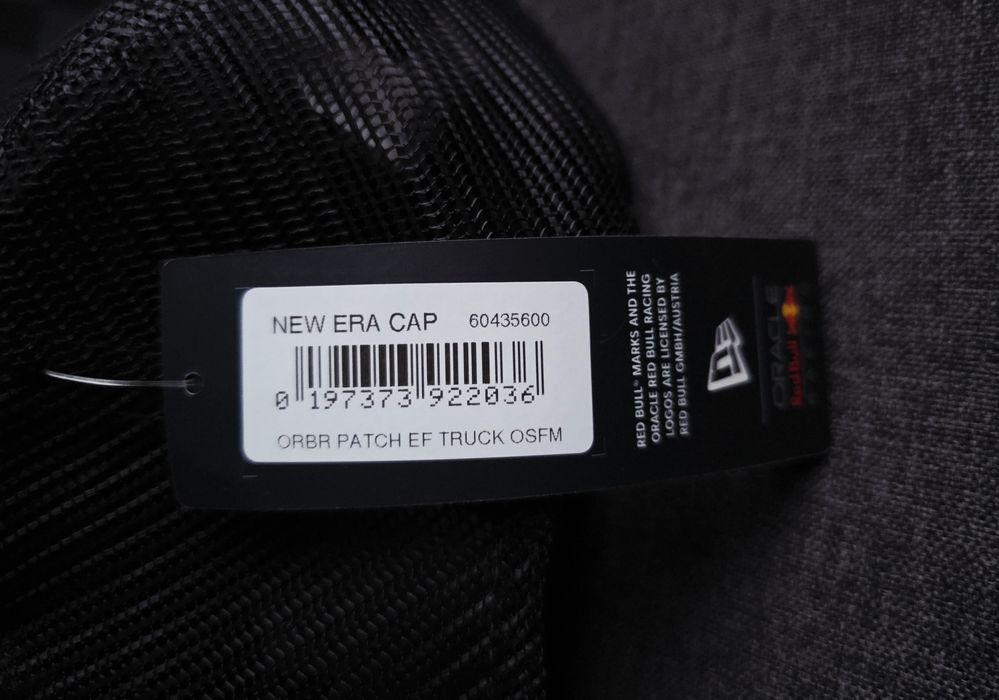 NEW ERA CAP 60435600
0 197373 922036
ORBR PATCH EF TRUCK OSFM
RED BULL® MARKS AND THE
ORACLE RED BULL RACING
LOGOS ARE LICENSED BY
RED BULL GMBH/AUSTRIA
ORACLE
Red Bull